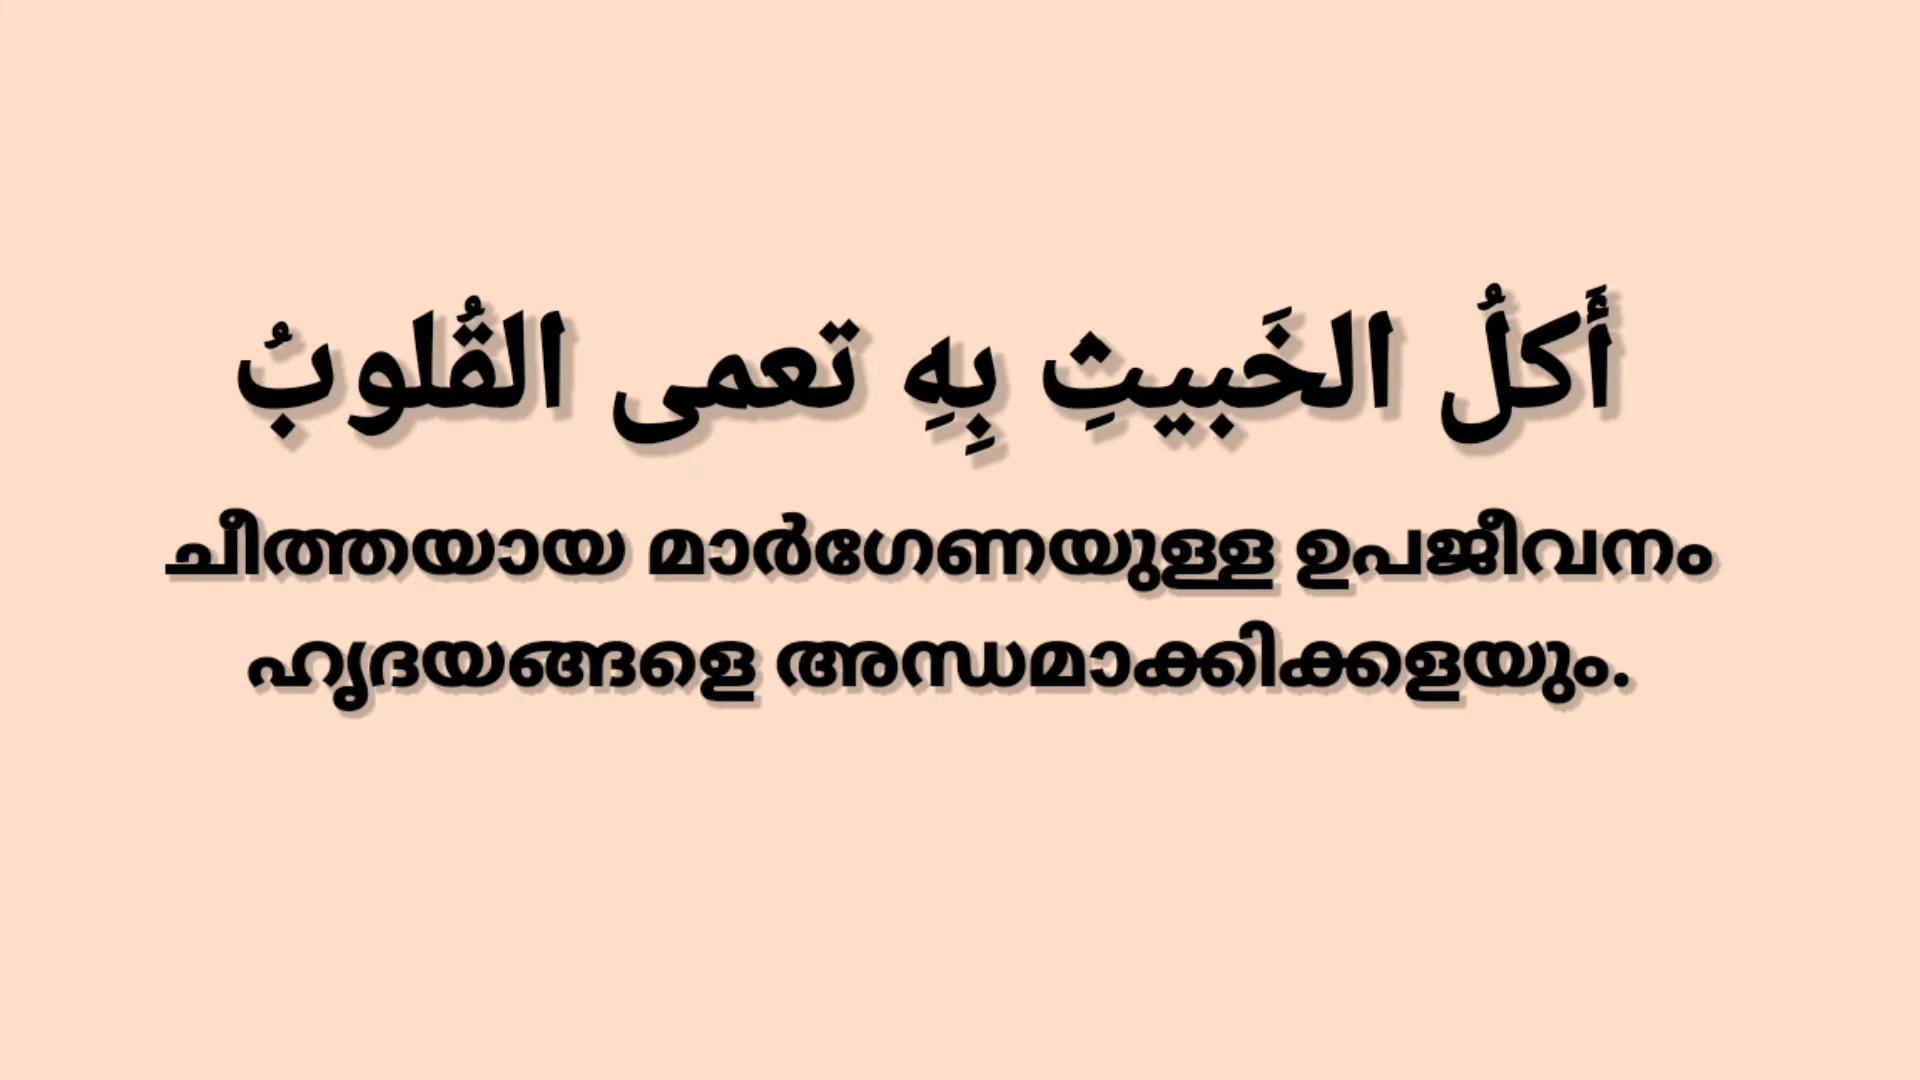 أَكلُ الخَبيثِ بِهِ تعمى القُلوبُ
ചീത്തയായ മാർഗേണയുള്ള ഉപജീവനം
ഹൃദയങ്ങളെ അന്ധമാക്കിക്കളയും.